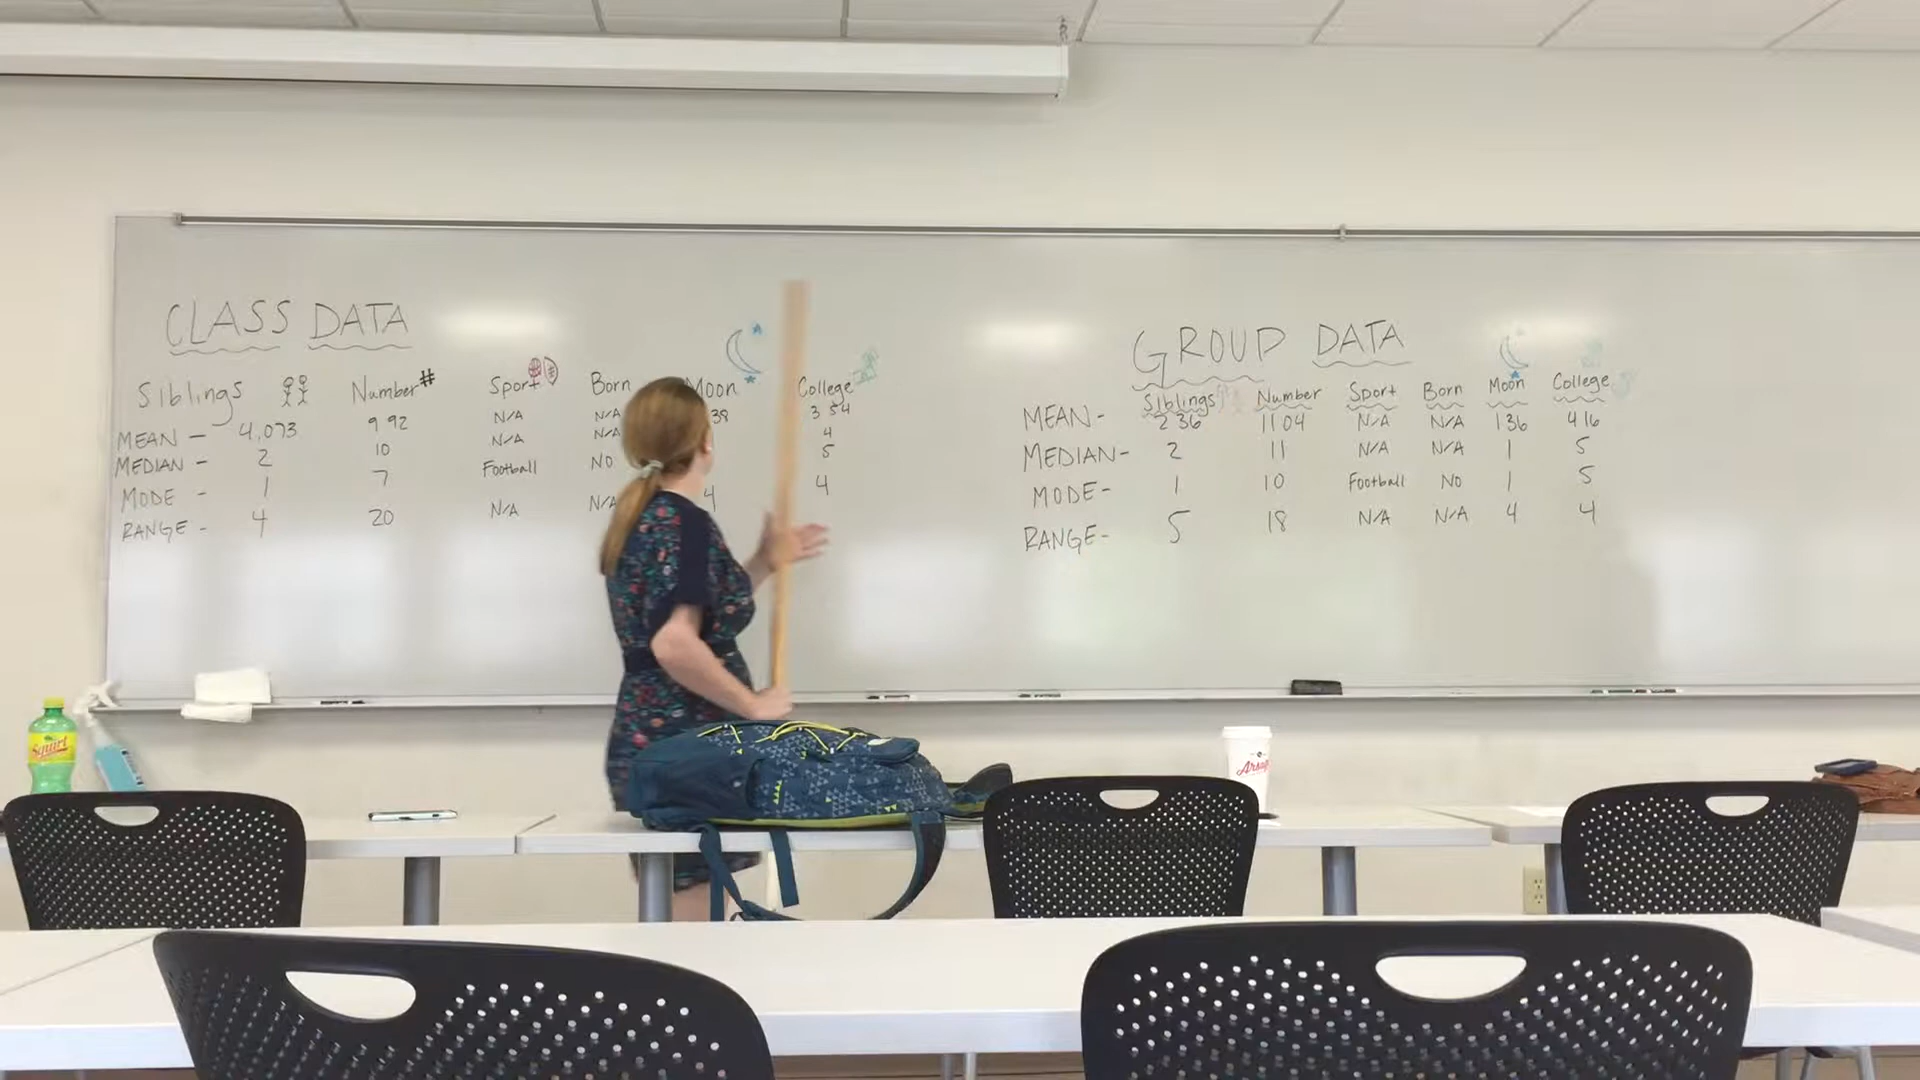 CLASS DATA
Siblings Number# Sport Born Moon College
MEAN - 4,073 9 92 N/A N/A 38 3 54
MEDIAN - 2 10 N/A N/A 4
MODE - 1 7 Football NO 5
RANGE - 4 20 N/A N/A 4 4
GROUP DATA
Siblings Number Sport Born Moon College
MEAN- 2 36 11 04 N/A N/A 1 36 4 16
MEDIAN- 2 11 N/A N/A 1 5
MODE- 1 10 Football NO 1 5
RANGE- 5 18 N/A N/A 4 4
Squirt